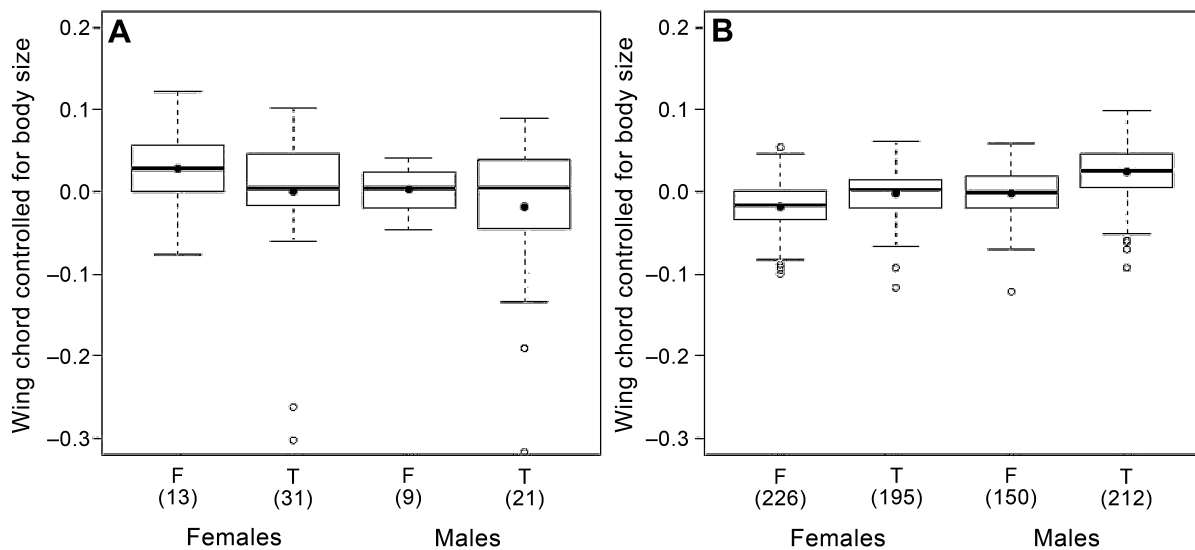 A
Wing chord controlled for body size
0.2
0.1
0.0
–0.1
–0.2
–0.3
F T F T
(13) (31) (9) (21)
Females Males
B
Wing chord controlled for body size
0.2
0.1
0.0
–0.1
–0.2
–0.3
F T F T
(226) (195) (150) (212)
Females Males